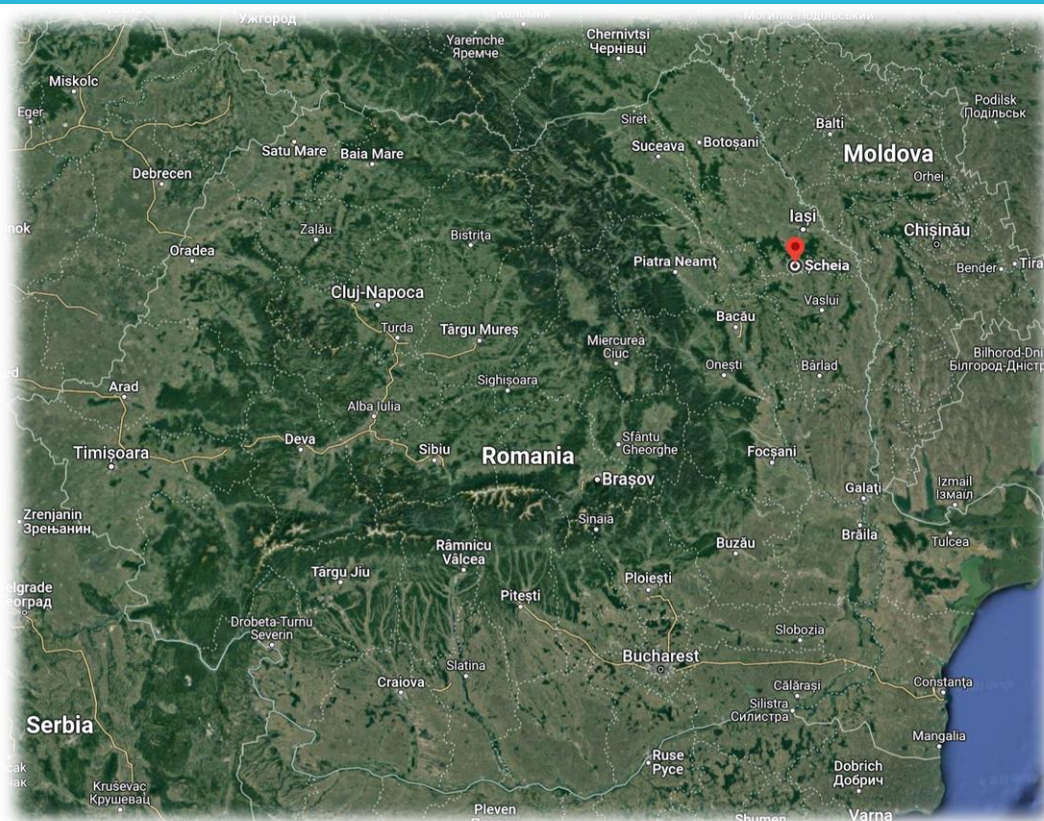 Ужгород
Chernivtsi
Чернівці
Yaremche
Яремче
Miskolc
Eger
Podilsk
Подільськ
Siret
Balti
Satu Mare
Baia Mare
Suceava
Botoșani
Moldova
Debrecen
Orhei
Iași
Zalău
Bistrița
Chișinău
Oradea
Piatra Neamț
Șcheia
Bender
Tira
Cluj-Napoca
Vaslui
Turda
Târgu Mureș
Bacău
Miercurea
Ciuc
Bilhorod-Dni
Білгород-Дністр
Onești
Bârlad
Arad
Sighișoara
Alba Iulia
Timișoara
Deva
Sibiu
Romania
Sfântu
Gheorghe
Focșani
Brașov
Galați
Izmail
Ізмаїл
Zrenjanin
Зрењанин
Sinaia
Brăila
Tulcea
Râmnicu
Vâlcea
Buzău
Târgu Jiu
Ploiești
elgrade
еоград
Pitești
Drobeta-Turnu
Severin
Slobozia
Bucharest
Slatina
Craiova
Călărași
Constanța
Silistra
Силистра
Serbia
Mangalia
Ruse
Русе
Dobrich
Добрич
Kruševac
Крушевац
Pleven
Shumen
Varna